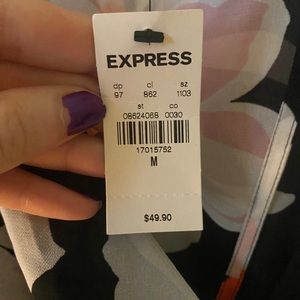 EXPRESS
dp cl sz
97 862 1103
st co
08624068 0030
17015752
M
$49.90